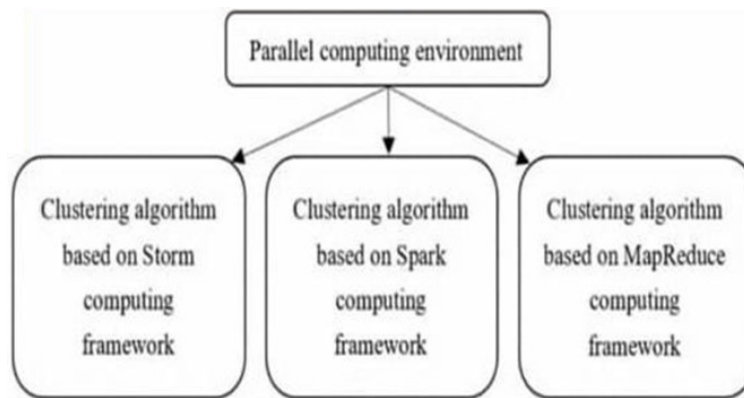 Parallel computing environment
Clustering algorithm
based on Storm
computing
framework
Clustering algorithm
based on Spark
computing
framework
Clustering algorithm
based on MapReduce
computing
framework